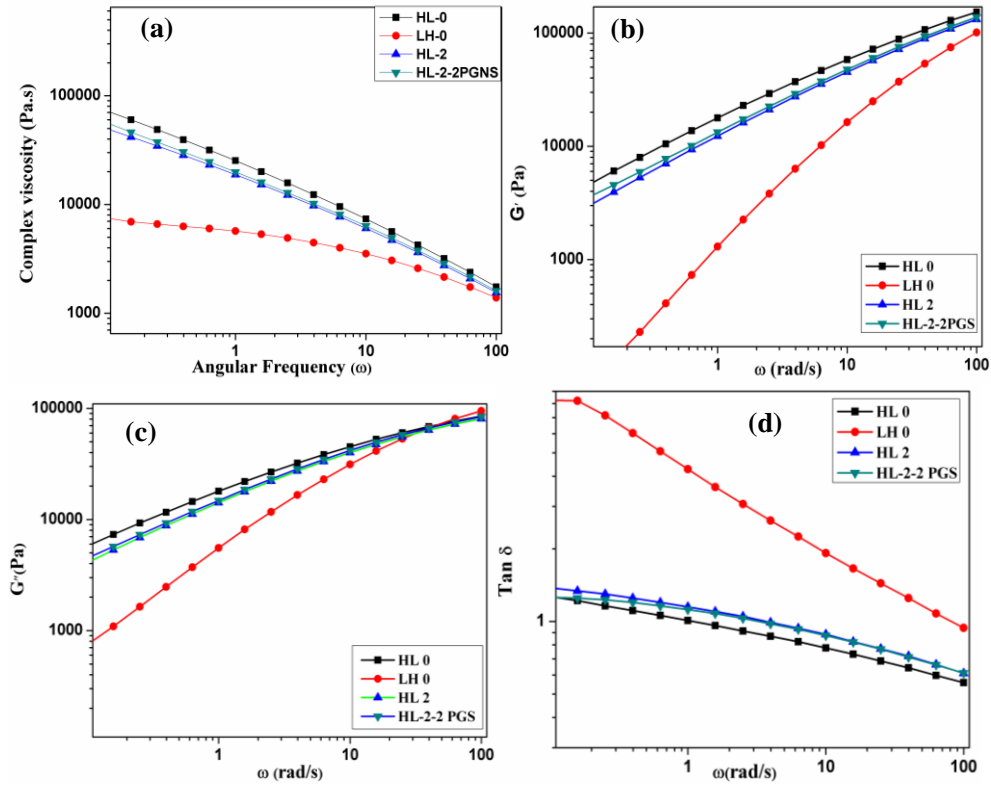 (a)
HL-0
LH-0
HL-2
HL-2-2PGNS
Complex viscosity (Pa.s)
100000
10000
1000
1
10
100
Angular Frequency (ω)
(b)
G' (Pa)
100000
10000
1000
HL 0
LH 0
HL 2
HL-2-2PGS
1
10
100
ω (rad/s)
(c)
G''(Pa)
100000
10000
1000
HL 0
LH 0
HL 2
HL-2-2 PGS
1
10
100
ω (rad/s)
(d)
HL 0
LH 0
HL 2
HL-2-2 PGS
Tan δ
1
1
10
100
ω(rad/s)